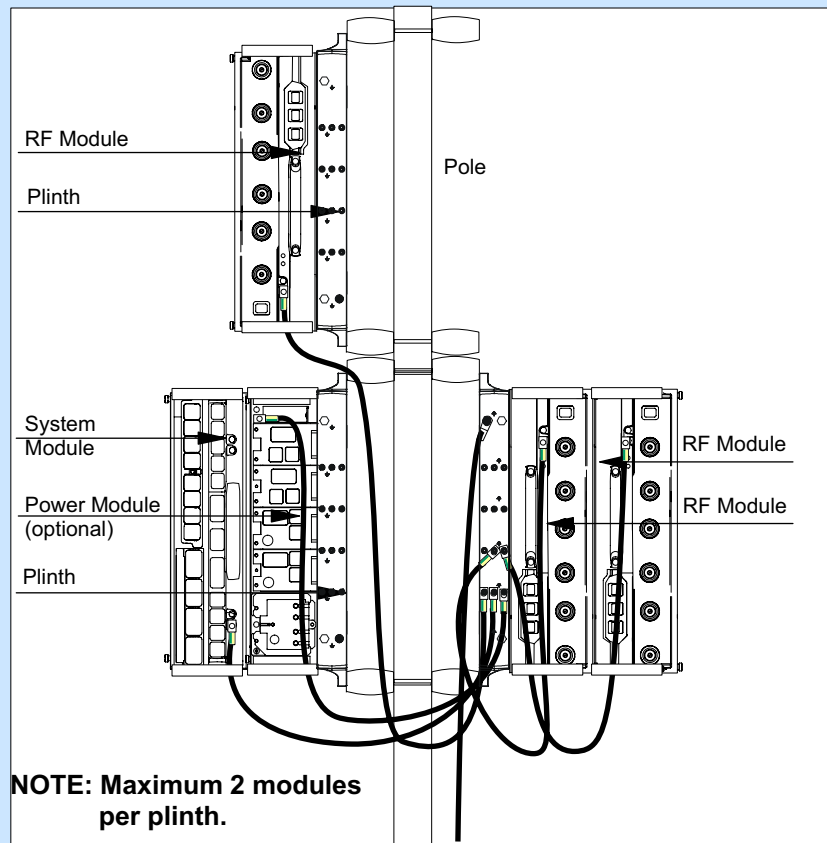 RF Module
Plinth
Pole
System
Module
Power Module
(optional)
Plinth
RF Module
RF Module
NOTE: Maximum 2 modules
per plinth.